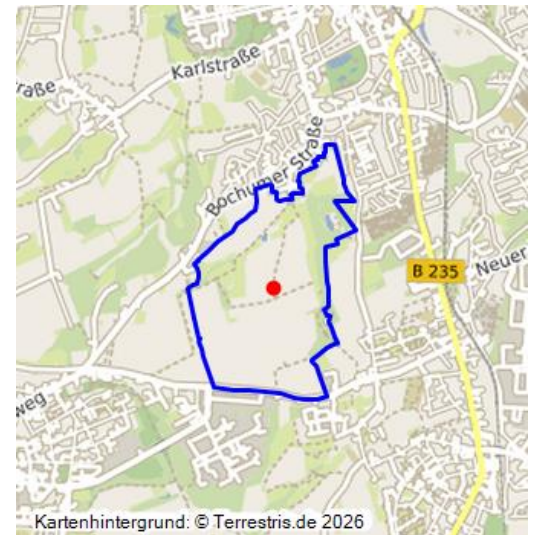 Karlstraße
raße
Bochumer Straße
B 235
Neuer
weg
Kartenhintergrund: © Terrestris.de 2026